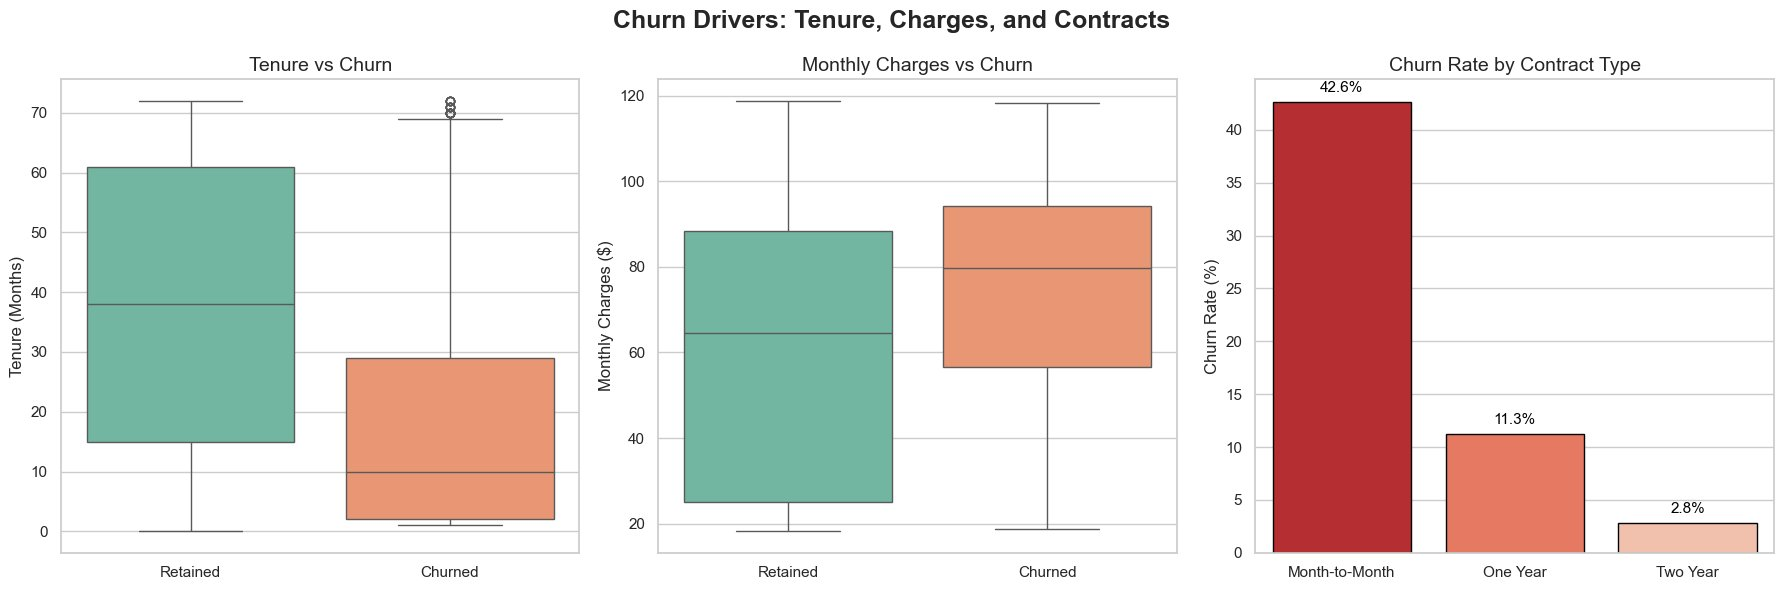 Churn Drivers: Tenure, Charges, and Contracts
Tenure vs Churn
Tenure (Months)
70
60
50
40
30
20
10
0
Retained
Churned
Monthly Charges vs Churn
Monthly Charges ($)
120
100
80
60
40
20
Retained
Churned
Churn Rate by Contract Type
Churn Rate (%)
40
35
30
25
20
15
10
5
0
42.6%
11.3%
2.8%
Month-to-Month
One Year
Two Year